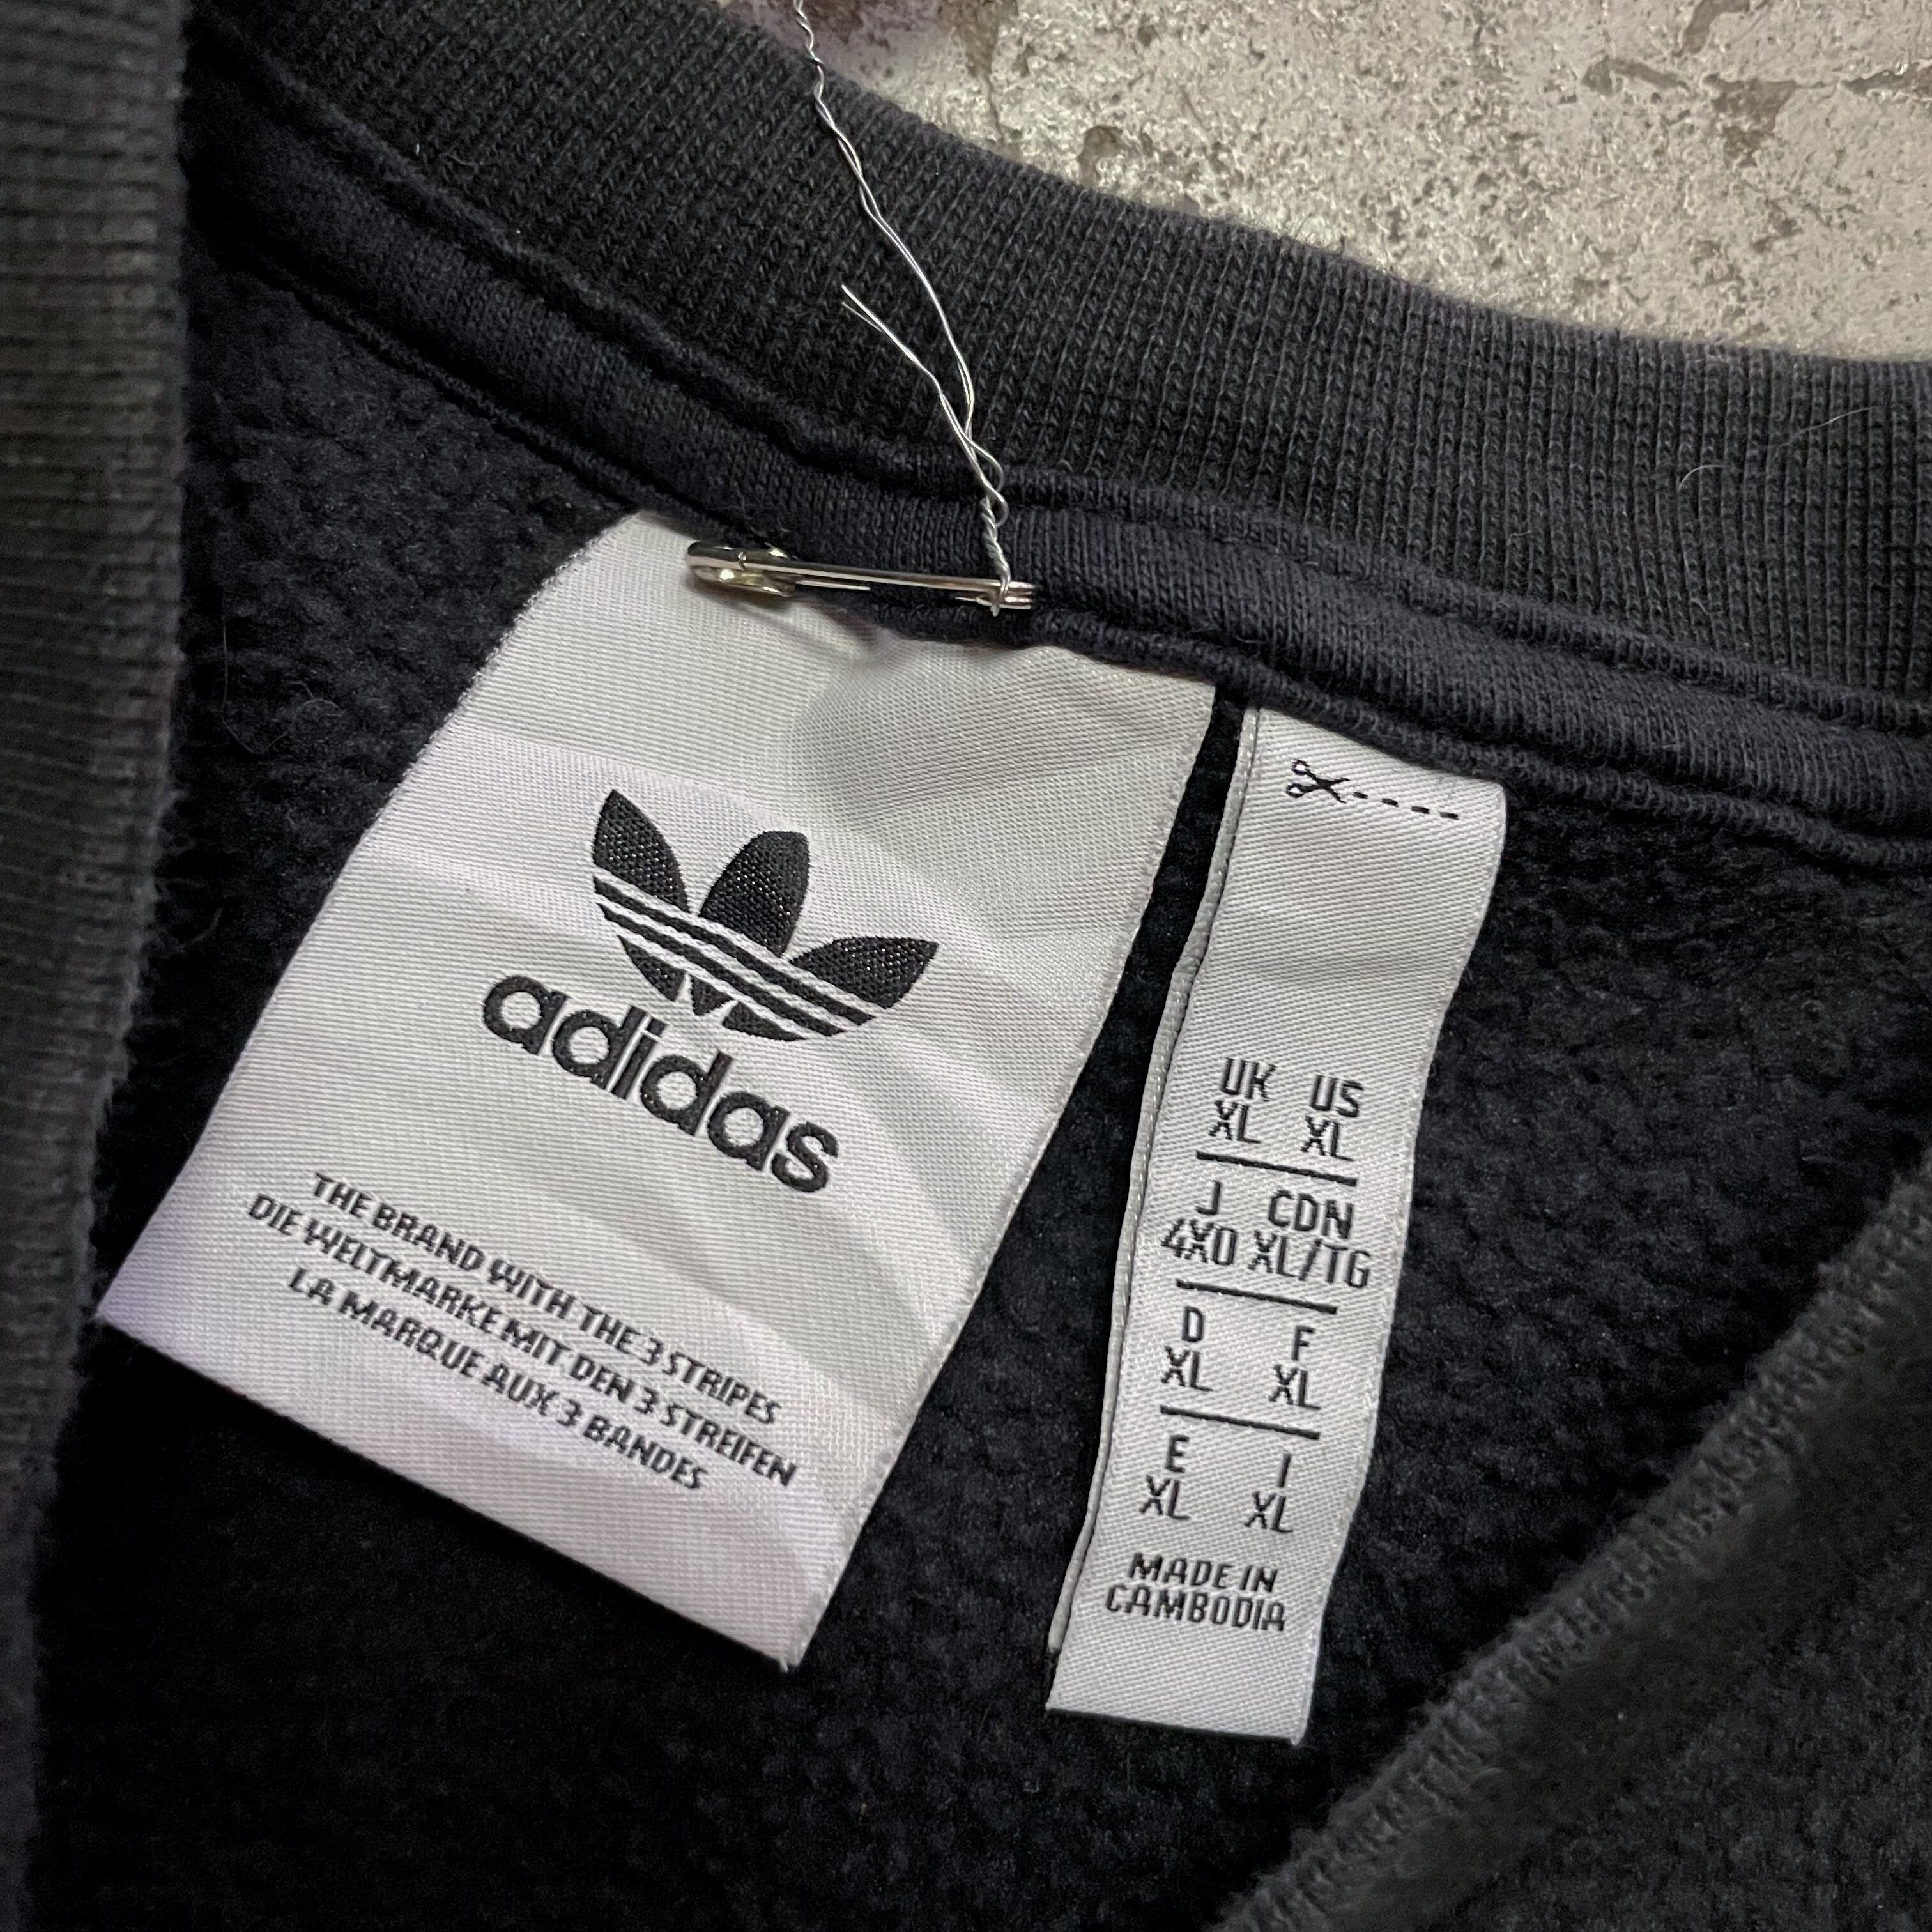 adidas
THE BRAND WITH THE 3 STRIPES
DIE WELTMARKE MIT DEN 3 STREIFEN
LA MARQUE AUX 3 BANDES
UK US
XL XL
J CDN
4XO XL/TG
D F
XL XL
E I
XL XL
MADE IN
CAMBODIA